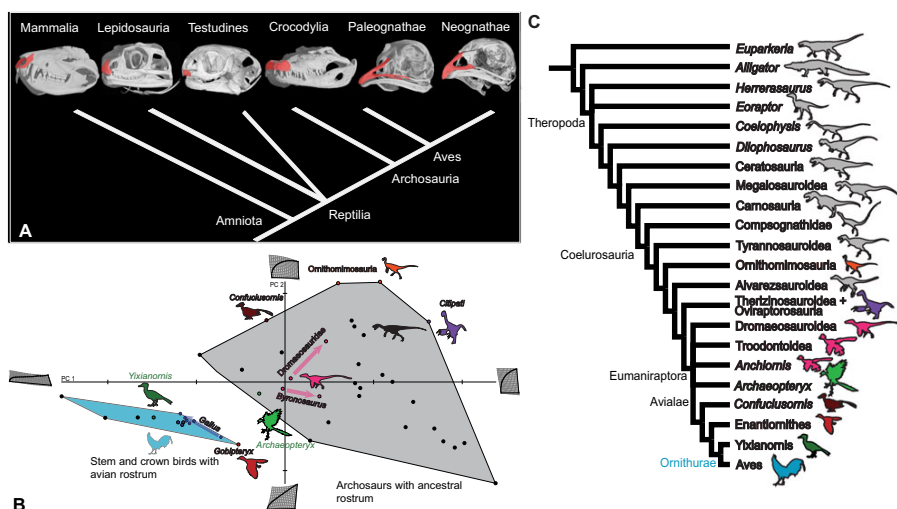 Mammalia Lepidosauria Testudines Crocodylia Paleognathae Neognathae
Aves
Archosauria
Reptilia
Amniota
A
PC 2
Ornithomimosauria
Confuciusornis
Citipati
Dromaeosauridae
PC 1
Yixianornis
Byronosaurus
Gallus
Archaeopteryx
Gobipteryx
Stem and crown birds with
avian rostrum
Archosaurs with ancestral
rostrum
B
C
Euparkeria
Alligator
Herrerasaurus
Eoraptor
Theropoda
Coelophysis
Dilophosaurus
Ceratosauria
Megalosauroidea
Carnosauria
Compsognathidae
Tyrannosauroidea
Coelurosauria
Ornithomimosauria
Alvarezsauroidea
Therizinosauroidea +
Oviraptorosauria
Dromaeosauroidea
Troodontoidea
Anchiornis
Eumaniraptora
Archaeopteryx
Avialae
Confuciusornis
Enantiornithes
Yixianornis
Ornithurae
Aves